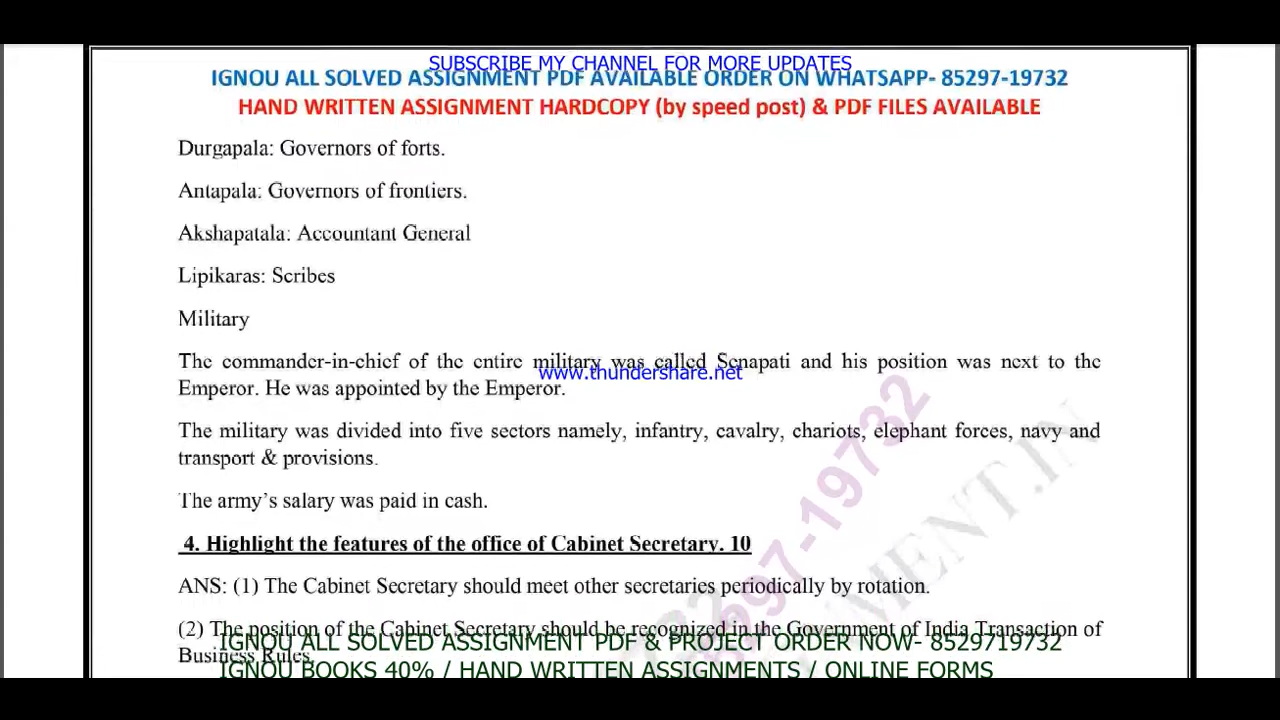 SUBSCRIBE MY CHANNEL FOR MORE UPDATES
IGNOU ALL SOLVED ASSIGNMENT PDF AVAILABLE ORDER ON WHATSAPP- 85297-19732
HAND WRITTEN ASSIGNMENT HARDCOPY (by speed post) & PDF FILES AVAILABLE
Durgapala: Governors of forts.
Antapala: Governors of frontiers.
Akshapatala: Accountant General
Lipikaras: Scribes
Military
The commander-in-chief of the entire military was called Senapati and his position was next to the
www.thundershare.net
Emperor. He was appointed by the Emperor.
The military was divided into five sectors namely, infantry, cavalry, chariots, elephant forces, navy and
transport & provisions.
The army's salary was paid in cash.
4. Highlight the features of the office of Cabinet Secretary. 10
ANS: (1) The Cabinet Secretary should meet other secretaries periodically by rotation.
(2) The position of the Cabinet Secretary should be recognized in the Government of India Transaction of
IGNOU ALL SOLVED ASSIGNMENT PDF & PROJECT ORDER NOW- 8529719732
Business Rules.
IGNOU BOOKS 40% / HAND WRITTEN ASSIGNMENTS / ONLINE FORMS